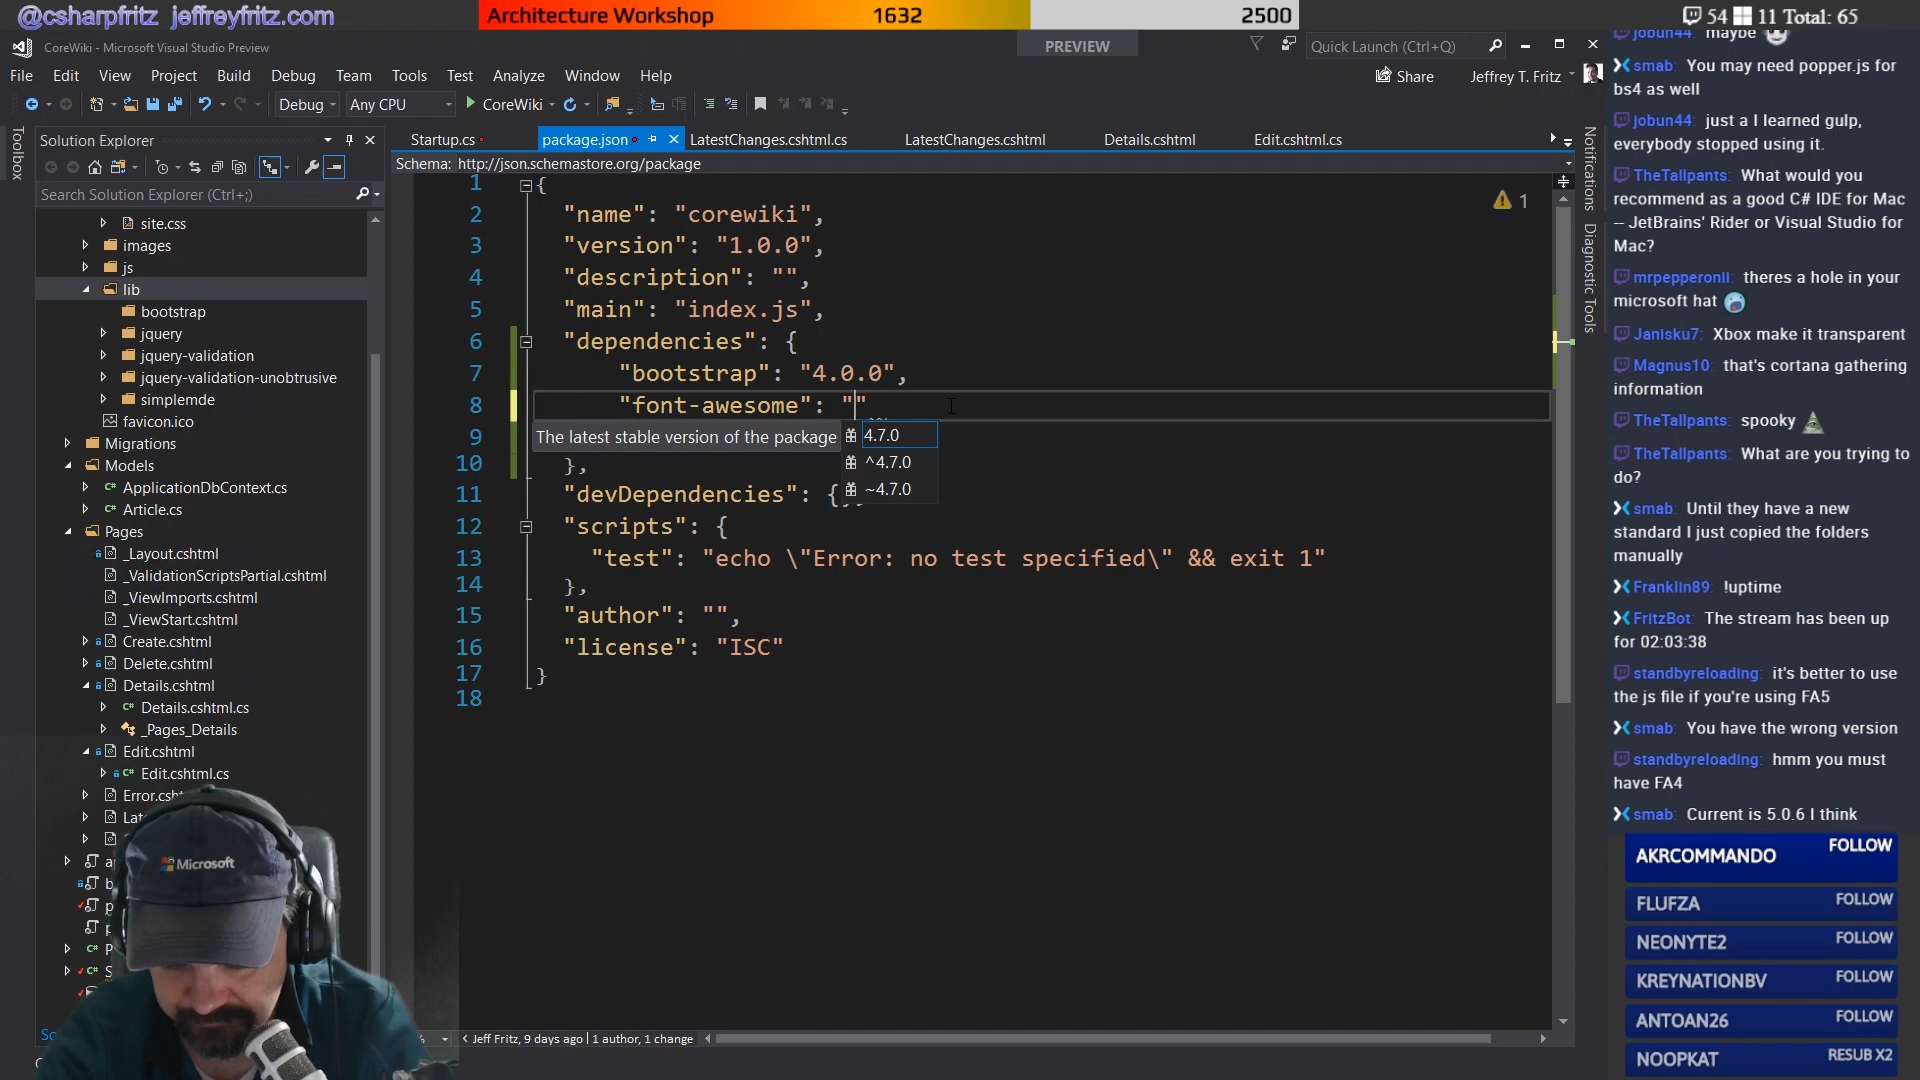 @csharpfritz jeffreyfritz.com
Architecture Workshop 1632 2500
54 11 Total: 65
CoreWiki - Microsoft Visual Studio Preview
PREVIEW
Quick Launch (Ctrl+Q)
File Edit View Project Build Debug Team Tools Test Analyze Window Help
Share Jeffrey T. Fritz
Debug Any CPU CoreWiki
Toolbox
Solution Explorer
Search Solution Explorer (Ctrl+;)
site.css
images
js
lib
bootstrap
jquery
jquery-validation
jquery-validation-unobtrusive
simplemde
favicon.ico
Migrations
Models
ApplicationDbContext.cs
Article.cs
Pages
_Layout.cshtml
_ValidationScriptsPartial.cshtml
_ViewImports.cshtml
_ViewStart.cshtml
Create.cshtml
Delete.cshtml
Details.cshtml
Details.cshtml.cs
_Pages_Details
Edit.cshtml
Edit.cshtml.cs
Microsoft
Startup.cs package.json LatestChanges.cshtml.cs LatestChanges.cshtml Details.cshtml Edit.cshtml.cs
Schema: http://json.schemastore.org/package
1 {
2 "name": "corewiki",
3 "version": "1.0.0",
4 "description": "",
5 "main": "index.js",
6 "dependencies": {
7 "bootstrap": "4.0.0",
8 "font-awesome": ""
9
10 },
11 "devDependencies": {
12 "scripts": {
13 "test": "echo \"Error: no test specified\" && exit 1"
14 },
15 "author": "",
16 "license": "ISC"
17 }
18
The latest stable version of the package
4.7.0
^4.7.0
~4.7.0
1
Jeff Fritz, 9 days ago | 1 author, 1 change
Notifications
Diagnostic Tools
jobun44: maybe
smab: You may need popper.js for
bs4 as well
jobun44: just a I learned gulp,
everybody stopped using it.
TheTallpants: What would you
recommend as a good C# IDE for Mac
-- JetBrains' Rider or Visual Studio for
Mac?
mrpepperonll: theres a hole in your
microsoft hat
Janisku7: Xbox make it transparent
Magnus10: that's cortana gathering
information
TheTallpants: spooky
TheTallpants: What are you trying to
do?
smab: Until they have a new
standard I just copied the folders
manually
Franklin89: !uptime
FritzBot: The stream has been up
for 02:03:38
standbyreloading: it's better to use
the js file if you're using FA5
smab: You have the wrong version
standbyreloading: hmm you must
have FA4
smab: Current is 5.0.6 I think
AKRCOMMANDO FOLLOW
FLUFZA FOLLOW
NEONYTE2 FOLLOW
KREYNATIONBV FOLLOW
ANTOAN26 FOLLOW
NOOPKAT RESUB X2